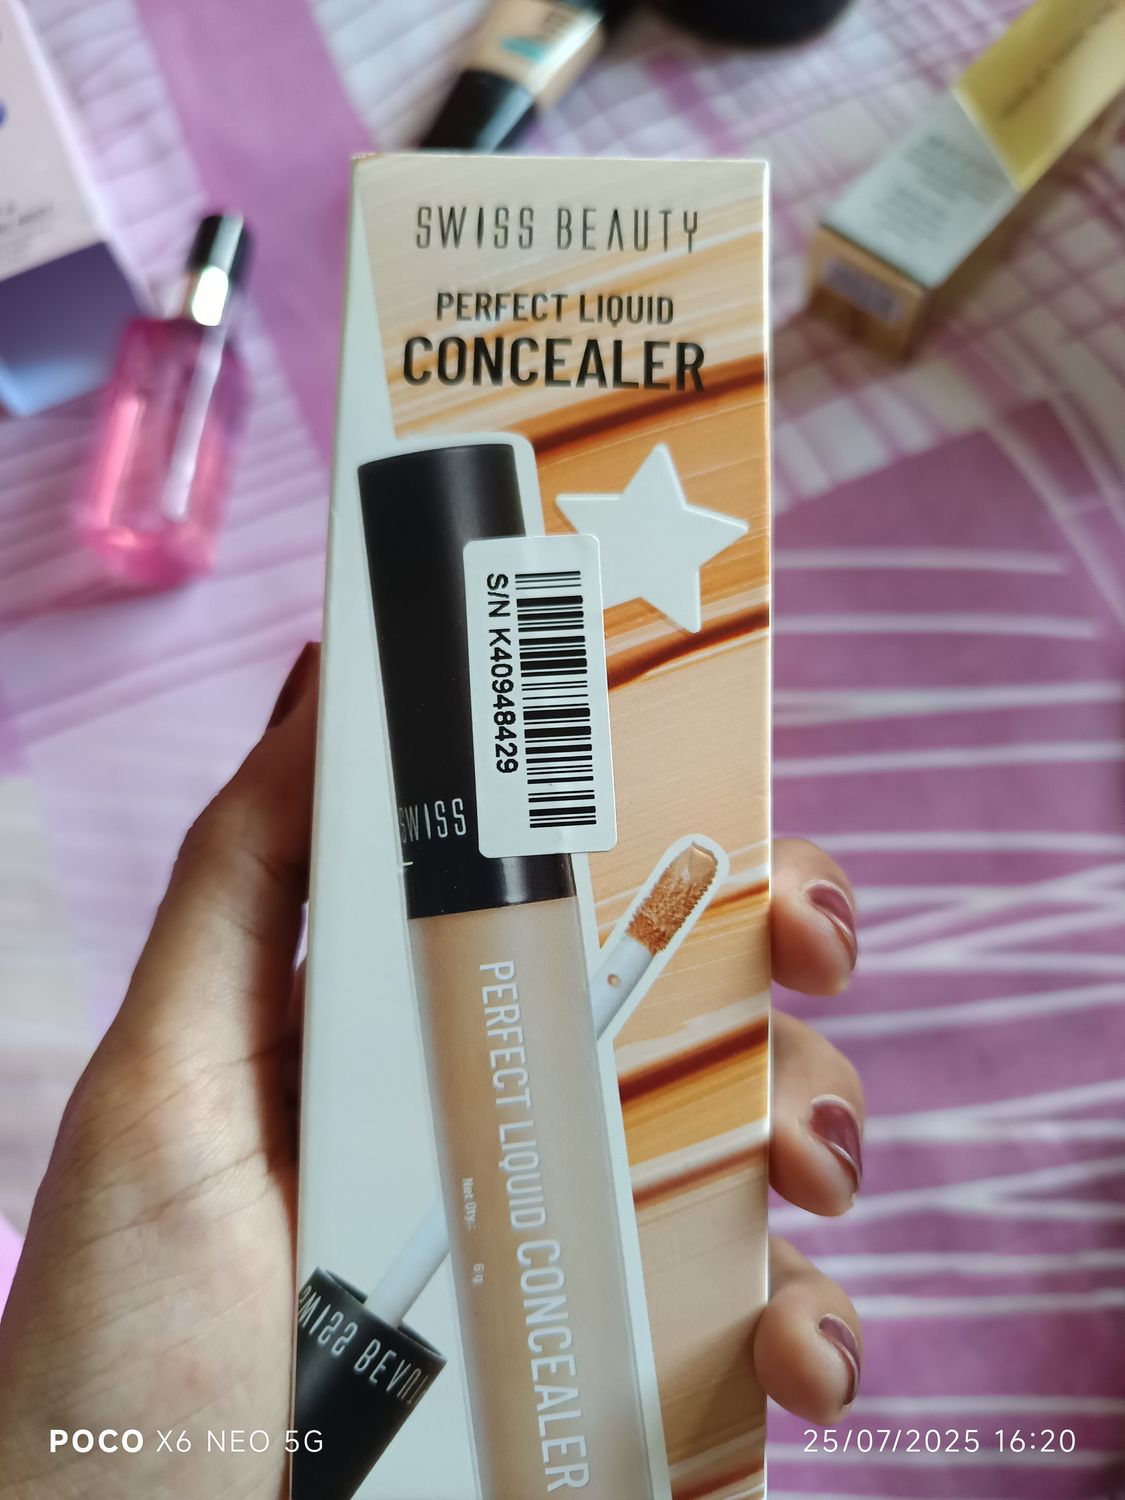 SWISS BEAUTY
PERFECT LIQUID
CONCEALER
S/N K40948429
SWISS
PERFECT LIQUID CONCEALER
Net Qty.:
6 g
SWISS BEAUT
POCO X6 NEO 5G
25/07/2025 16:20